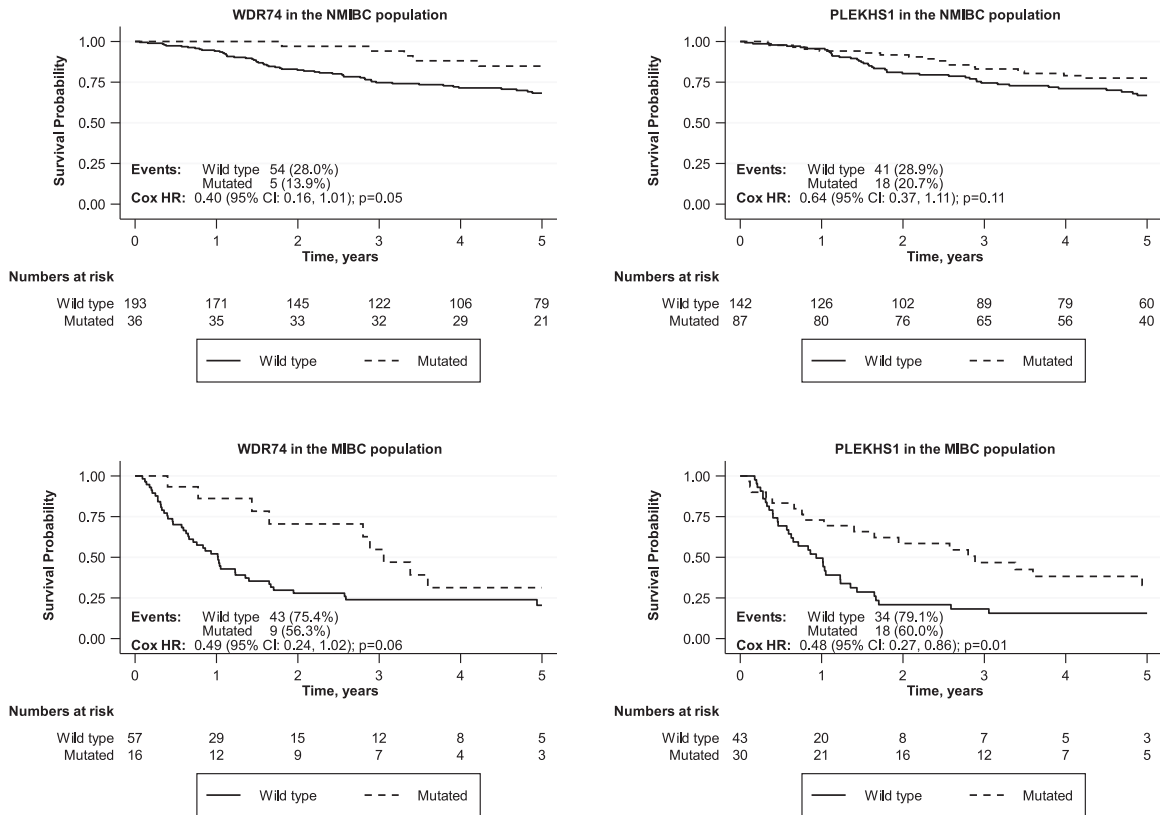 WDR74 in the NMIBC population
Survival Probability
1.00
0.75
0.50
0.25
0.00
Events: Wild type 54 (28.0%)
Mutated 5 (13.9%)
Cox HR: 0.40 (95% CI: 0.16, 1.01); p=0.05
0 1 2 3 4 5
Time, years
Numbers at risk
Wild type 193 171 145 122 106 79
Mutated 36 35 33 32 29 21
Wild type Mutated
PLEKHS1 in the NMIBC population
Survival Probability
1.00
0.75
0.50
0.25
0.00
Events: Wild type 41 (28.9%)
Mutated 18 (20.7%)
Cox HR: 0.64 (95% CI: 0.37, 1.11); p=0.11
0 1 2 3 4 5
Time, years
Numbers at risk
Wild type 142 126 102 89 79 60
Mutated 87 80 76 65 56 40
Wild type Mutated
WDR74 in the MIBC population
Survival Probability
1.00
0.75
0.50
0.25
0.00
Events: Wild type 43 (75.4%)
Mutated 9 (56.3%)
Cox HR: 0.49 (95% CI: 0.24, 1.02); p=0.06
0 1 2 3 4 5
Time, years
Numbers at risk
Wild type 57 29 15 12 8 5
Mutated 16 12 9 7 4 3
Wild type Mutated
PLEKHS1 in the MIBC population
Survival Probability
1.00
0.75
0.50
0.25
0.00
Events: Wild type 34 (79.1%)
Mutated 18 (60.0%)
Cox HR: 0.48 (95% CI: 0.27, 0.86); p=0.01
0 1 2 3 4 5
Time, years
Numbers at risk
Wild type 43 20 8 7 5 3
Mutated 30 21 16 12 7 5
Wild type Mutated